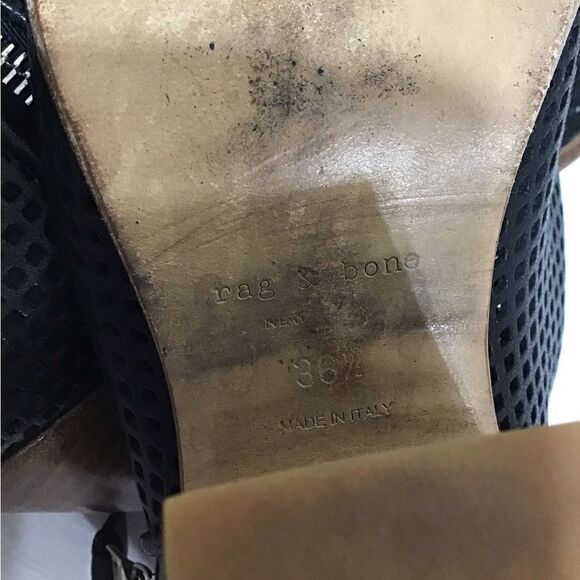 rag & bone
NEW
36½
MADE IN ITALY